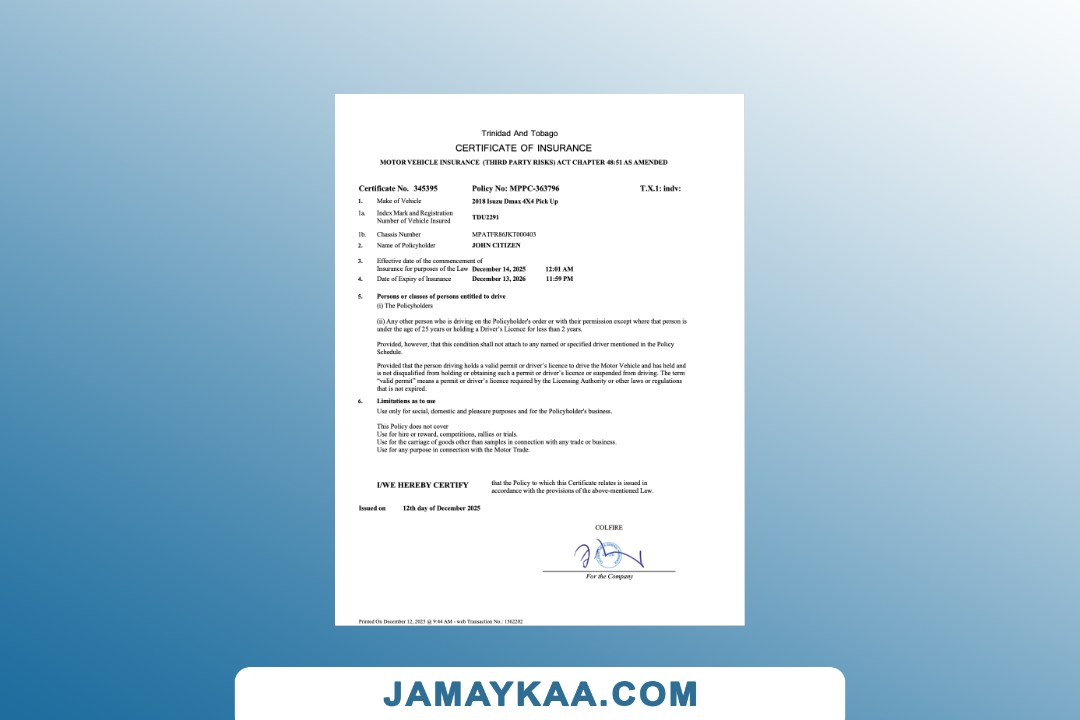 Trinidad And Tobago
CERTIFICATE OF INSURANCE
MOTOR VEHICLE INSURANCE (THIRD PARTY RISKS) ACT CHAPTER 48:51 AS AMENDED
Certificate No. 345395 Policy No: MPPC-363796 T.X.1: indv:
1. Make of Vehicle 2018 Isuzu Dmax 4X4 Pick Up
1a. Index Mark and Registration
Number of Vehicle Insured TDU2291
1b. Chassis Number MPATFR86JKT000403
2. Name of Policyholder JOHN CITIZEN
3. Effective date of the commencement of
Insurance for purposes of the Law December 14, 2025 12:01 AM
4. Date of Expiry of Insurance December 13, 2026 11:59 PM
5. Persons or classes of persons entitled to drive
(i) The Policyholders
(ii) Any other person who is driving on the Policyholder's order or with their permission except where that person is
under the age of 25 years or holding a Driver's Licence for less than 2 years.
Provided, however, that this condition shall not attach to any named or specified driver mentioned in the Policy
Schedule.
Provided that the person driving holds a valid permit or driver's licence to drive the Motor Vehicle and has held and
is not disqualified from holding or obtaining such a permit or driver's licence or suspended from driving. The term
"valid permit" means a permit or driver's licence required by the Licensing Authority or other laws or regulations
that is not expired.
6. Limitations as to use
Use only for social, domestic and pleasure purposes and for the Policyholder's business.
This Policy does not cover
Use for hire or reward, competitions, rallies or trials.
Use for the carriage of goods other than samples in connection with any trade or business.
Use for any purpose in connection with the Motor Trade.
I/WE HEREBY CERTIFY that the Policy to which this Certificate relates is issued in
accordance with the provisions of the above-mentioned Law.
Issued on 12th day of December 2025
COLFIRE
For the Company
Printed On December 12, 2025 @ 9:44 AM - web Transaction No.: 1362202
JAMAYKAA.COM